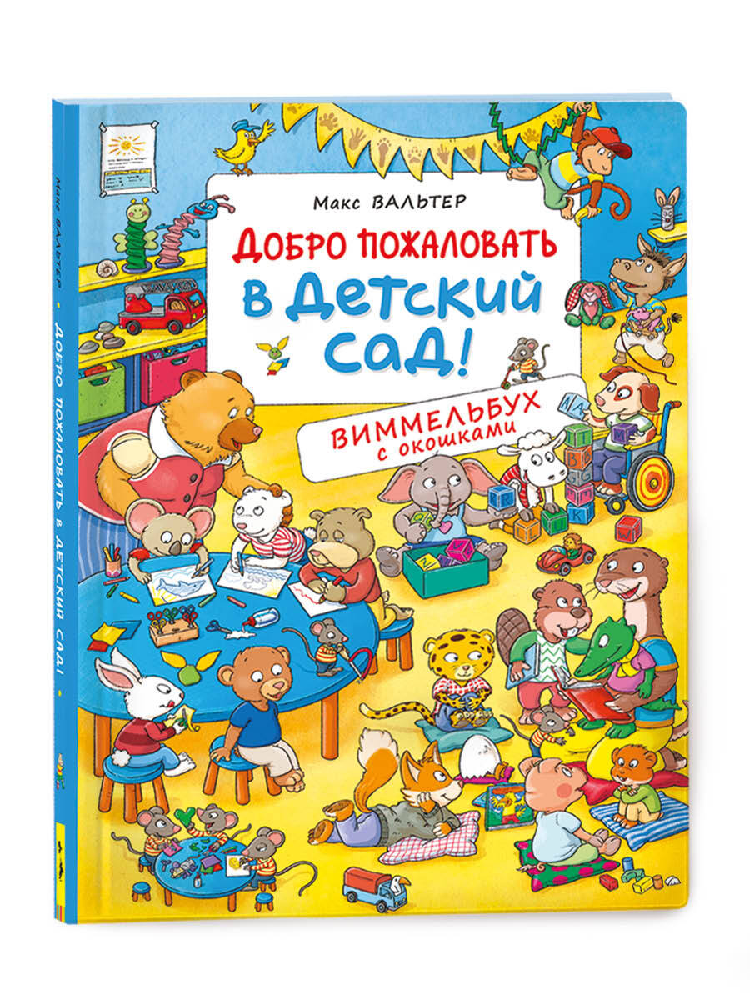 Макс ВАЛЬТЕР
ДОБРО ПОЖАЛОВАТЬ
В ДЕТСКИЙ
САД!
ВИММЕЛЬБУХ
С ОКОШКАМИ
Макс ВАЛЬТЕР • ДОБРО ПОЖАЛОВАТЬ В ДЕТСКИЙ САД! •